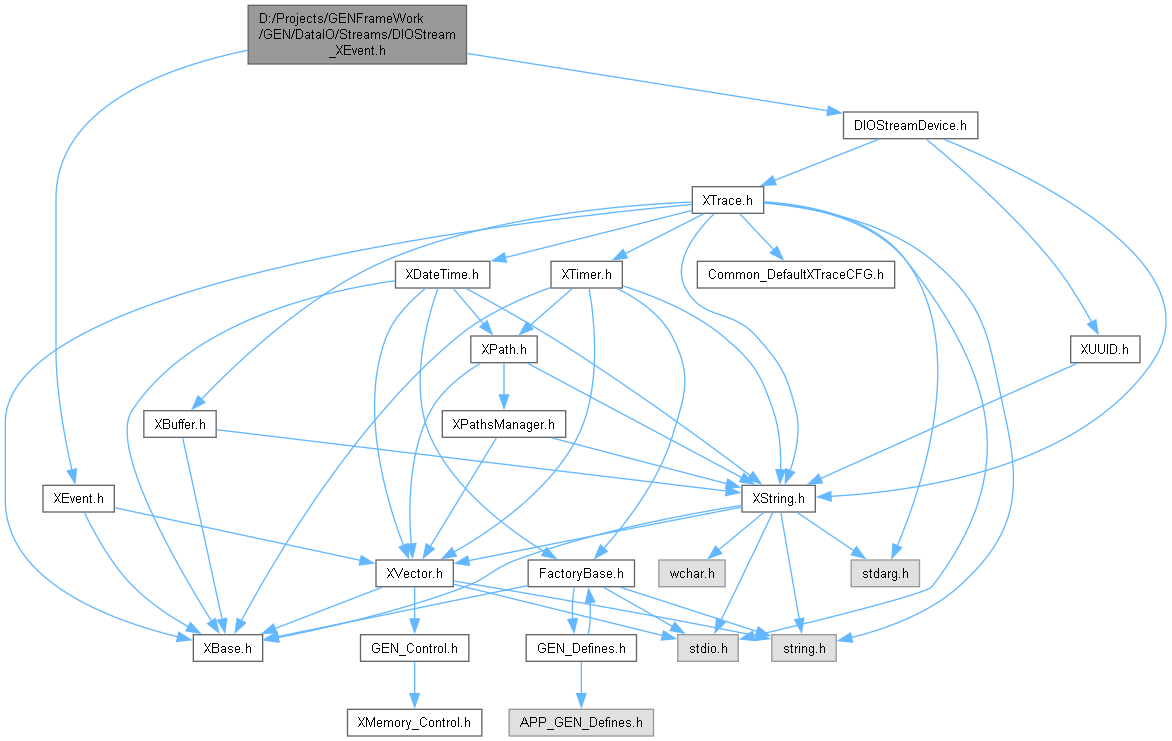 D:/Projects/GENFrameWork
/GEN/DataIO/Streams/DIOStream
_XEvent.h
DIOStreamDevice.h
XTrace.h
XDateTime.h
XTimer.h
Common_DefaultXTraceCFG.h
XPath.h
XUUID.h
XBuffer.h
XPathsManager.h
XEvent.h
XString.h
XVector.h
FactoryBase.h
wchar.h
stdarg.h
XBase.h
GEN_Control.h
GEN_Defines.h
stdio.h
string.h
XMemory_Control.h
APP_GEN_Defines.h